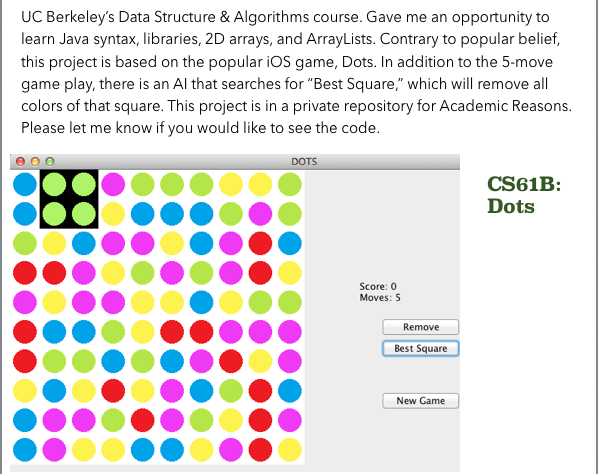 UC Berkeley's Data Structure & Algorithms course. Gave me an opportunity to
learn Java syntax, libraries, 2D arrays, and ArrayLists. Contrary to popular belief,
this project is based on the popular iOS game, Dots. In addition to the 5-move
game play, there is an AI that searches for “Best Square,” which will remove all
colors of that square. This project is in a private repository for Academic Reasons.
Please let me know if you would like to see the code.
DOTS
CS61B:
Dots
Score: 0
Moves: 5
Remove
Best Square
New Game